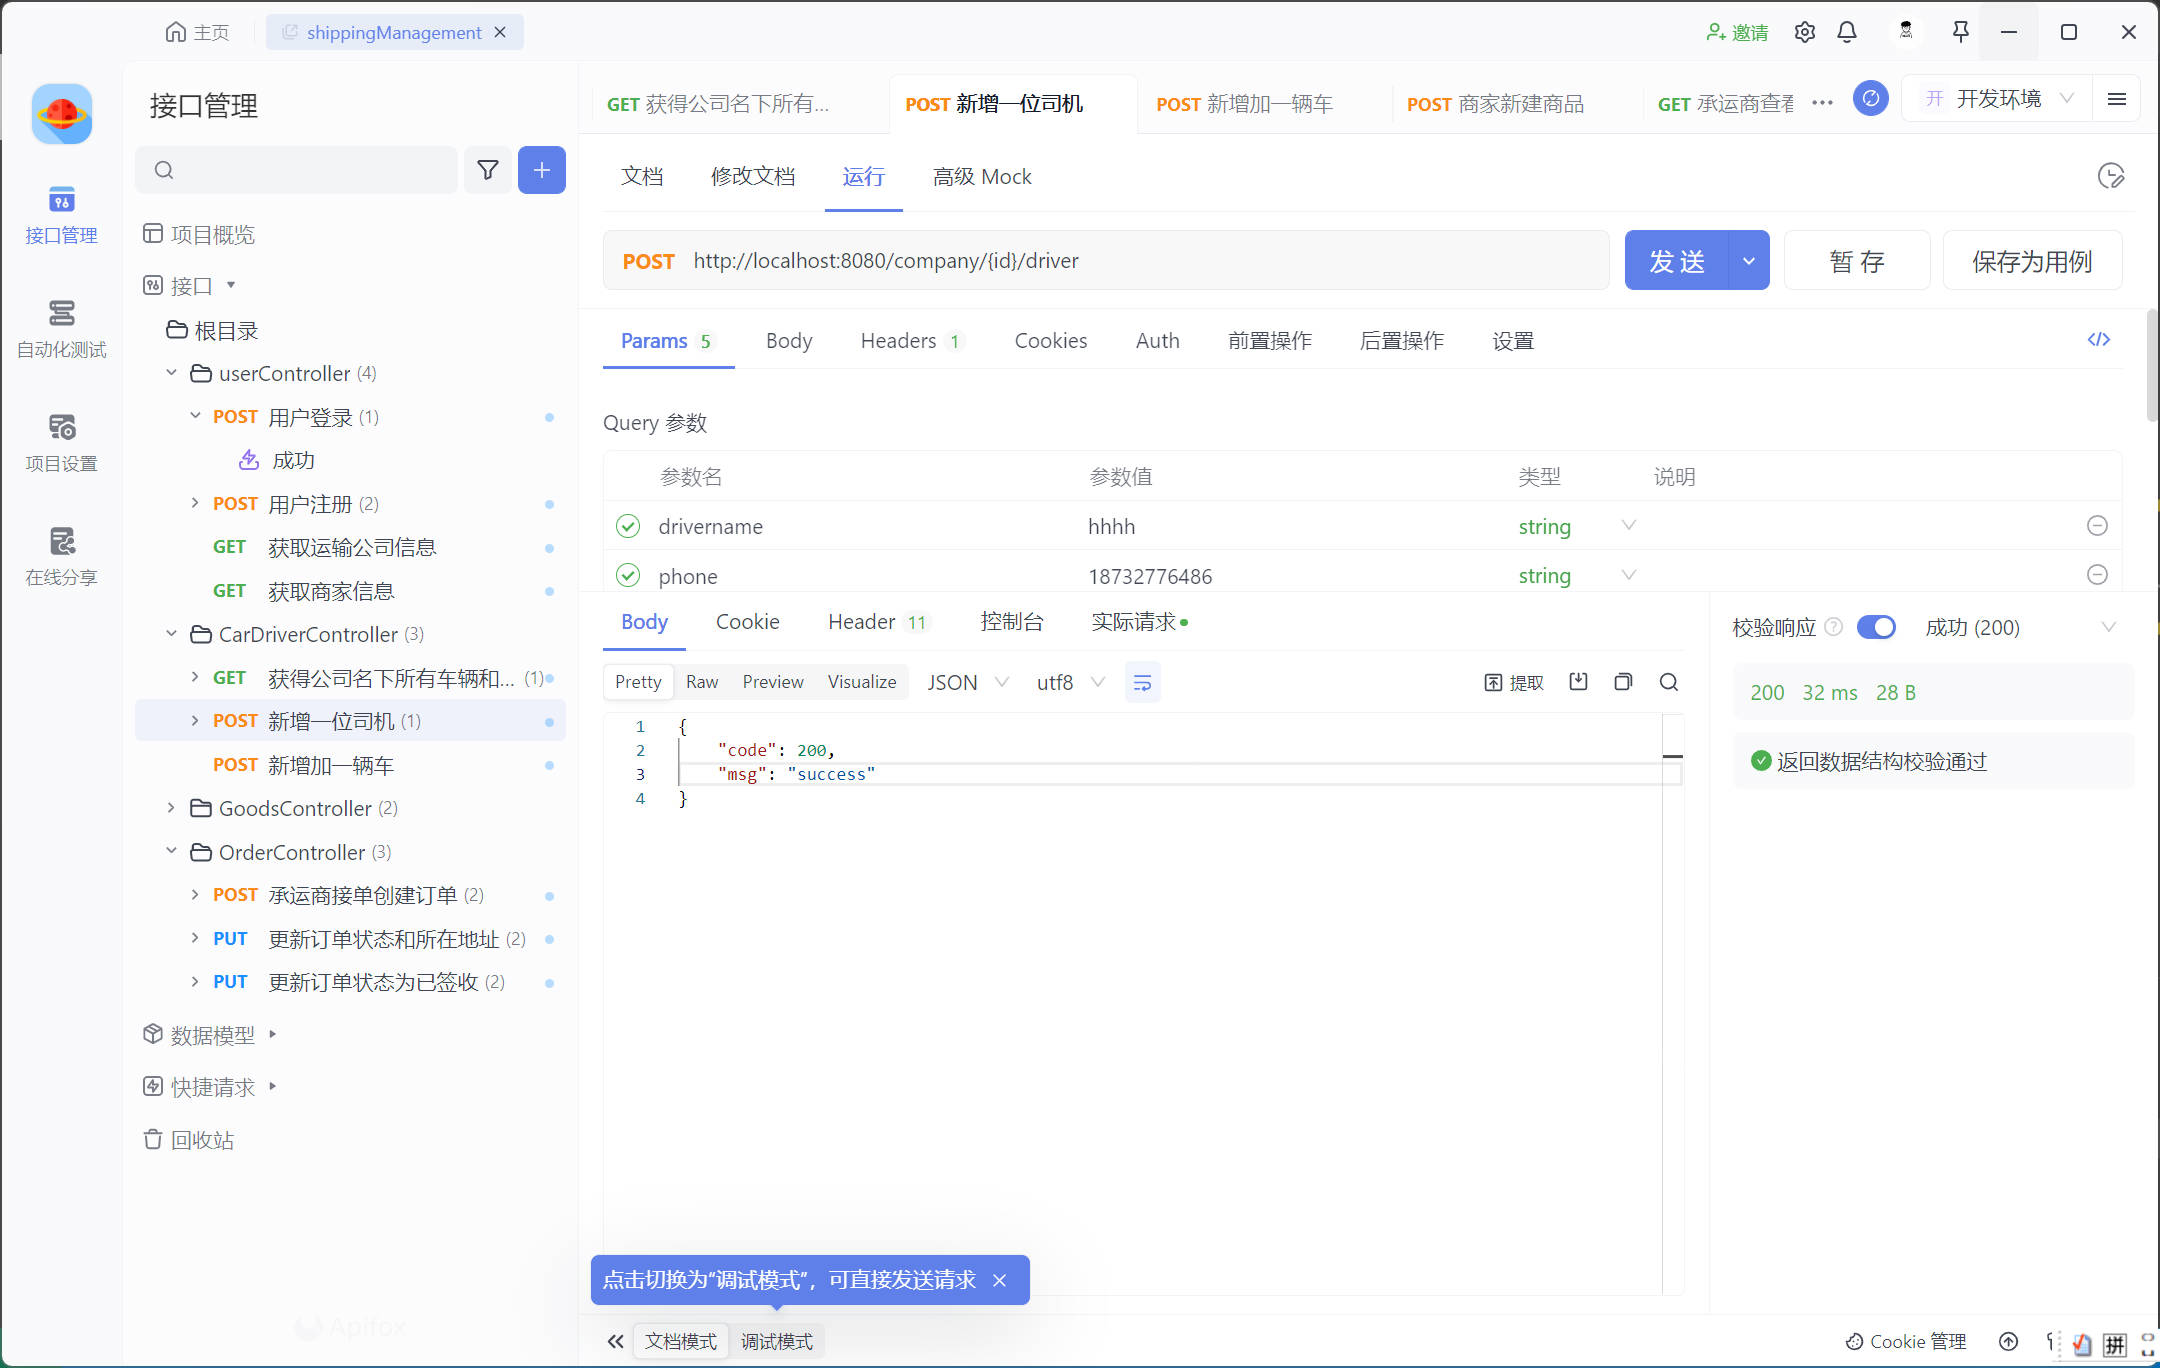 主页
shippingManagement
邀请
接口管理
自动化测试
项目设置
在线分享
接口管理
项目概览
接口
根目录
userController (4)
POST 用户登录 (1)
成功
POST 用户注册 (2)
GET 获取运输公司信息
GET 获取商家信息
CarDriverController (3)
GET 获得公司名下所有车辆和... (1)
POST 新增一位司机 (1)
POST 新增加一辆车
GoodsController (2)
OrderController (3)
POST 承运商接单创建订单 (2)
PUT 更新订单状态和所在地址 (2)
PUT 更新订单状态为已签收 (2)
数据模型
快捷请求
回收站
Apifox
GET 获得公司名下所有...
POST 新增一位司机
POST 新增加一辆车
POST 商家新建商品
GET 承运商查看
开 开发环境
文档 修改文档 运行 高级 Mock
POST http://localhost:8080/company/{id}/driver
发 送
暂 存
保存为用例
Params 5 Body Headers 1 Cookies Auth 前置操作 后置操作 设置
Query 参数
参数名 参数值 类型 说明
drivername hhhh string
phone 18732776486 string
Body Cookie Header 11 控制台 实际请求
Pretty Raw Preview Visualize JSON utf8
提取
1 {
2 "code": 200,
3 "msg": "success"
4 }
校验响应 ? 成功 (200)
200 32 ms 28 B
返回数据结构校验通过
点击切换为“调试模式”，可直接发送请求
文档模式 调试模式
Cookie 管理
拼